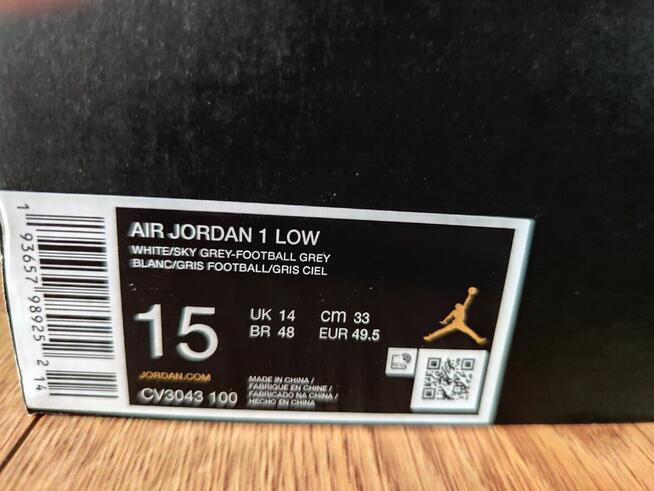 AIR JORDAN 1 LOW
WHITE/SKY GREY-FOOTBALL GREY
BLANC/GRIS FOOTBALL/GRIS CIEL
15
UK 14 cm 33
BR 48 EUR 49.5
JORDAN.COM
CV3043 100
MADE IN CHINA /
FABRIQUE EN CHINE /
FABRICADO NA CHINA /
HECHO EN CHINA
1 93657 98925 2 14